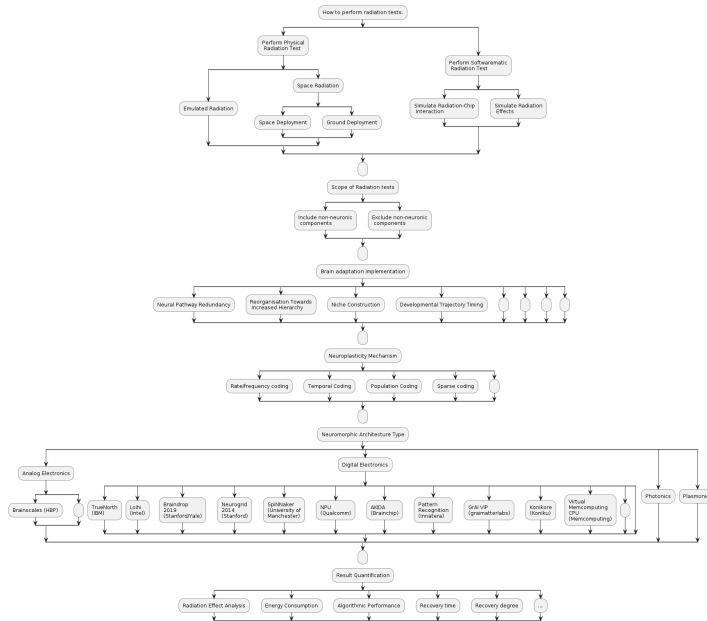 How to perform radiation tests.
Perform Physical
Radiation Test
Perform Softwarematic
Radiation Test
Space Radiation
Emulated Radiation
Simulate Radiation-Chip
Interaction
Simulate Radiation
Effects
Space Deployment
Ground Deployment
Scope of Radiation tests
Include non-neuronic
components
Exclude non-neuronic
components
Brain adaptation Implementation
Neural Pathway Redundancy
Reorganisation Towards
Increased Hierarchy
Niche Construction
Developmental Trajectory Timing
Neuroplasticity Mechanism
Rate/frequency coding
Temporal Coding
Population Coding
Sparse coding
Neuromorphic Architecture Type
Analog Electronics
Digital Electronics
Photonics
Plasmonic
Brainscales (HBP)
TrueNorth
(IBM)
Loihi
(Intel)
Braindrop
2019
(Stanford/Yale)
Neurogrid
2014
(Stanford)
SpiNNaker
(University of
Manchester)
NPU
(Qualcomm)
AKIDA
(Brainchip)
Pattern
Recognition
(Innatera)
GrAI VIP
(graimatterlabs)
Konikore
(Koniku)
Virtual
Memcomputing
CPU
(Memcomputing)
Result Quantification
Radiation Effect Analysis
Energy Consumption
Algorithmic Performance
Recovery time
Recovery degree
...